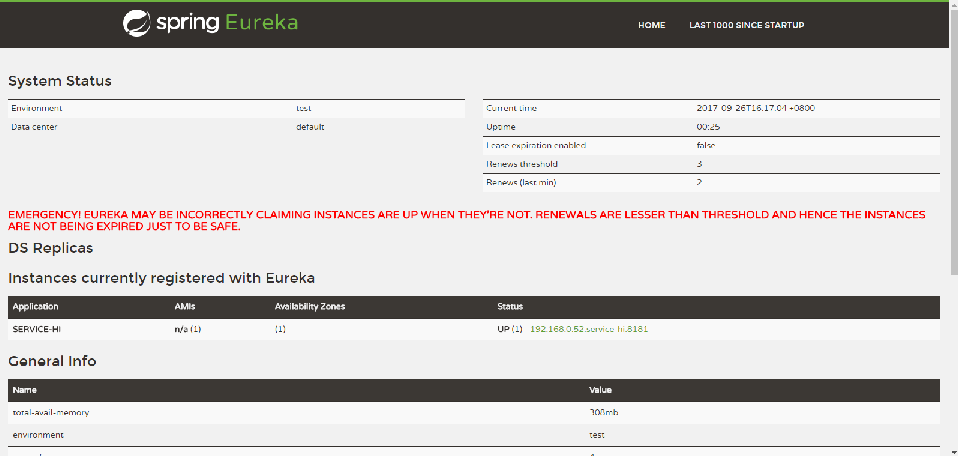 spring Eureka
HOME LAST 1000 SINCE STARTUP
System Status
Environment test
Data center default
Current time 2017-09-26T16:17:04 +0800
Uptime 00:25
Lease expiration enabled false
Renews threshold 3
Renews (last min) 2
EMERGENCY! EUREKA MAY BE INCORRECTLY CLAIMING INSTANCES ARE UP WHEN THEY'RE NOT. RENEWALS ARE LESSER THAN THRESHOLD AND HENCE THE INSTANCES
ARE NOT BEING EXPIRED JUST TO BE SAFE.
DS Replicas
Instances currently registered with Eureka
Application AMIs Availability Zones Status
SERVICE-HI n/a (1) (1) UP (1) - 192.168.0.52:service-hi:8181
General Info
Name Value
total-avail-memory 308mb
environment test